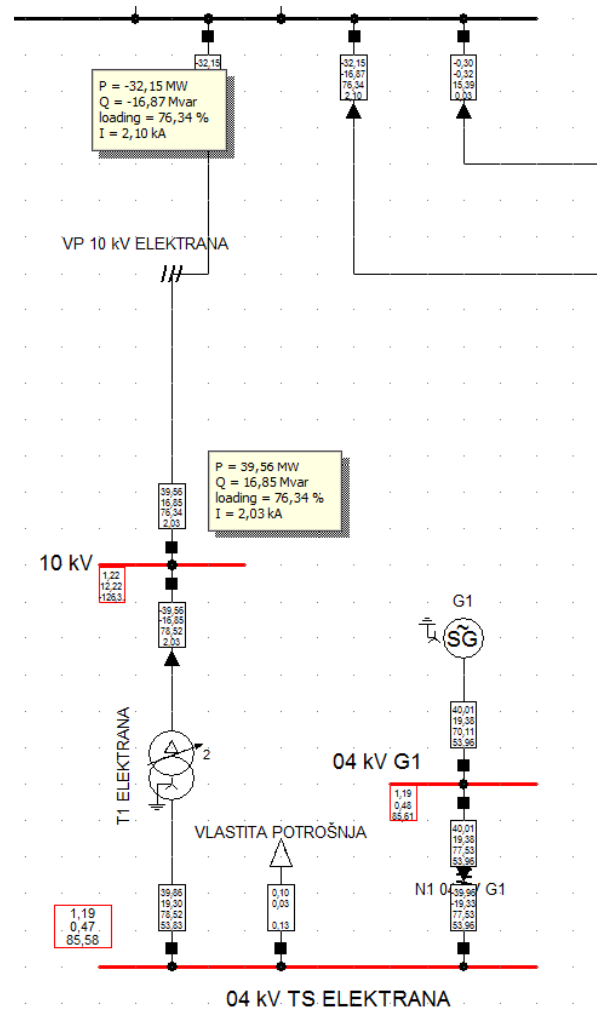 -32,15
P = -32,15 MW
Q = -16,87 Mvar
loading = 76,34 %
I = 2,10 kA
-32,15
-16,87
76,34
2,10
-0,30
-0,32
15,39
0,03
VP 10 kV ELEKTRANA
P = 39,56 MW
Q = 16,85 Mvar
loading = 76,34 %
I = 2,03 kA
39,56
16,85
76,34
2,03
10 kV
1,22
12,22
-126,3
-39,56
-16,85
78,52
2,03
G1
SG
40,01
19,38
70,11
53,96
T1 ELEKTRANA
2
04 kV G1
1,19
0,48
85,61
40,01
19,38
77,53
53,96
VLASTITA POTROŠNJA
N1 04 kV G1
39,86
19,30
78,52
53,83
0,10
0,03
0,13
-39,96
-19,33
77,53
53,96
1,19
0,47
85,58
04 kV TS ELEKTRANA